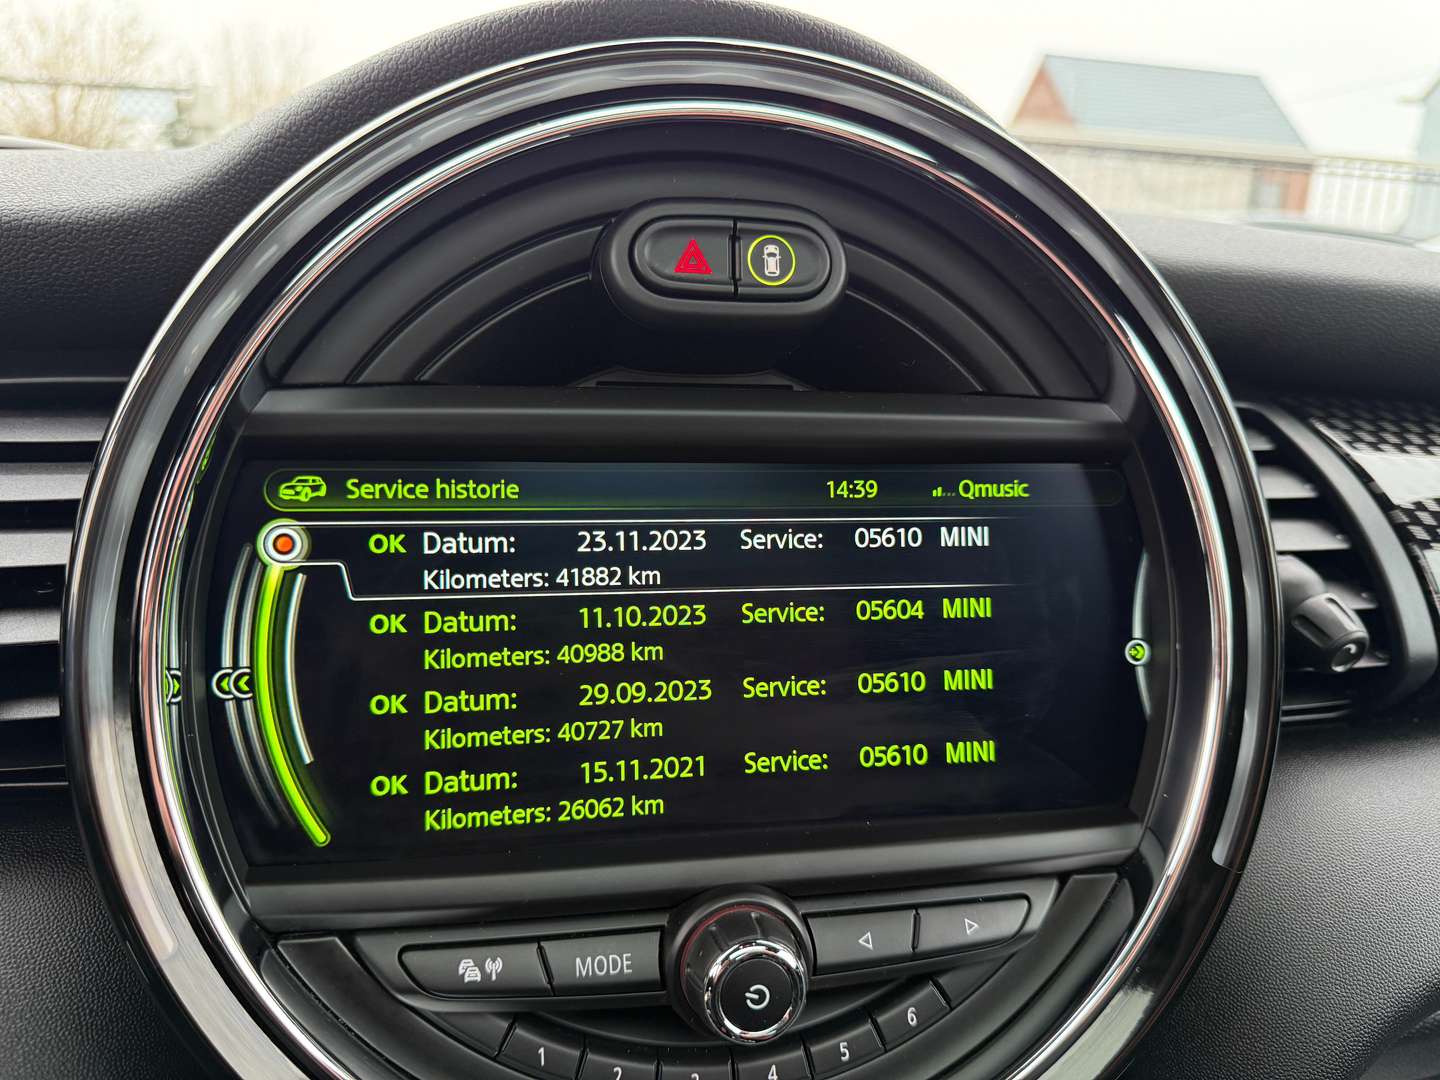 Service historie 14:39 Qmusic
OK Datum: 23.11.2023 Service: 05610 MINI
Kilometers: 41882 km
OK Datum: 11.10.2023 Service: 05604 MINI
Kilometers: 40988 km
OK Datum: 29.09.2023 Service: 05610 MINI
Kilometers: 40727 km
OK Datum: 15.11.2021 Service: 05610 MINI
Kilometers: 26062 km
MODE
1 2 3 4 5 6